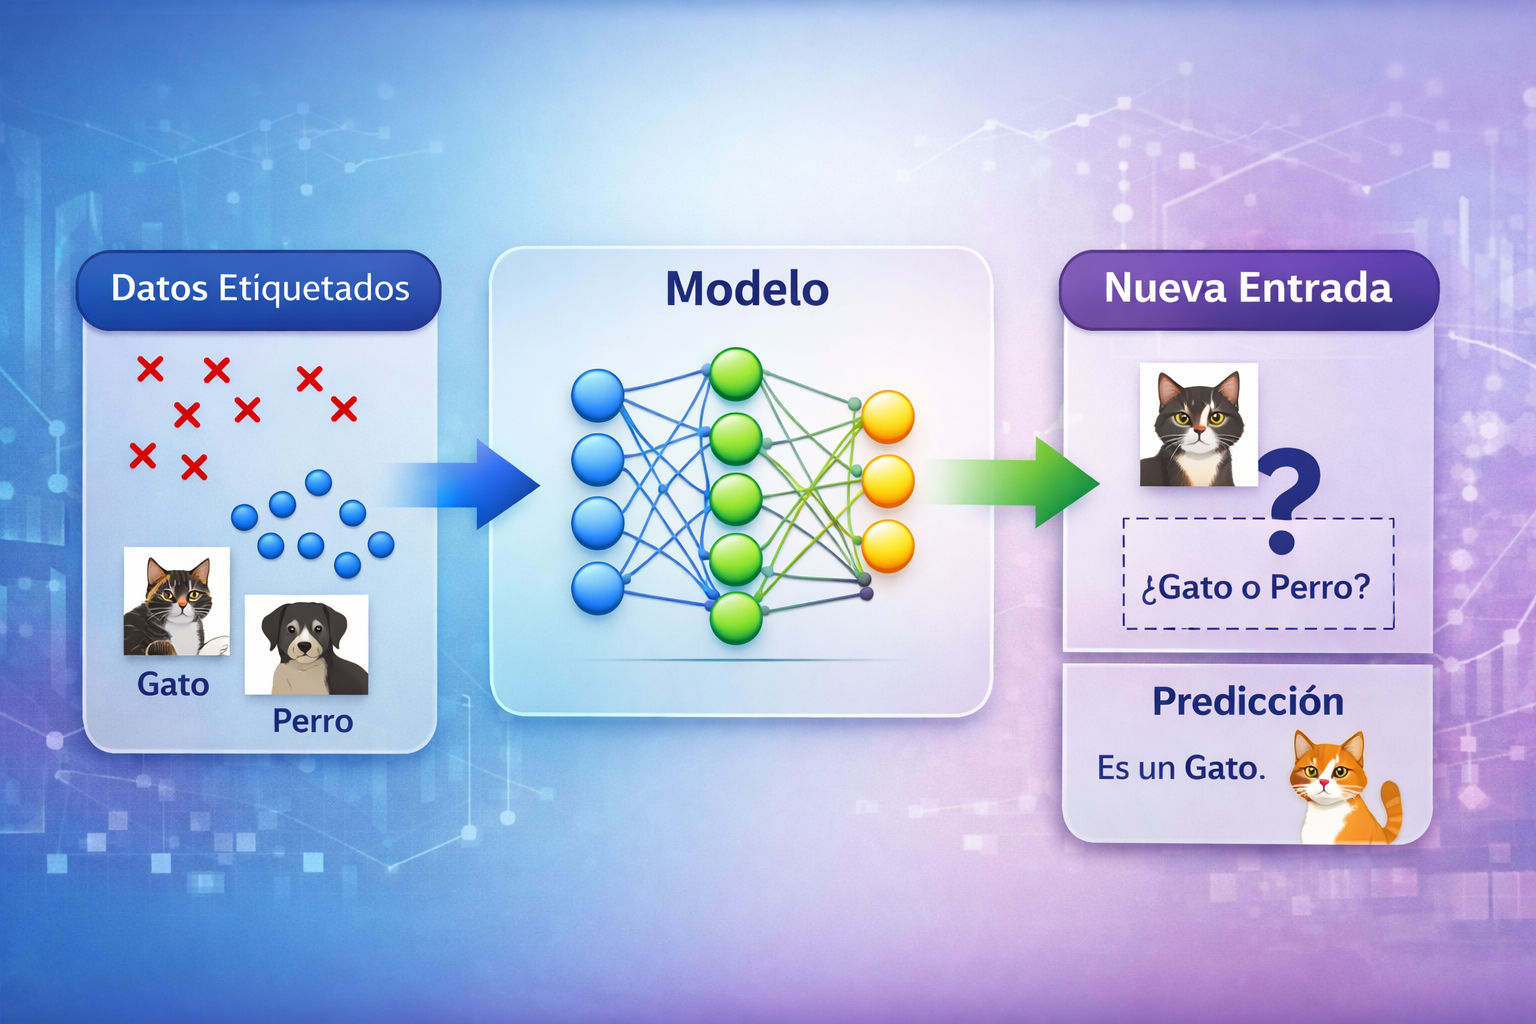 Datos Etiquetados
Gato
Perro
Modelo
Nueva Entrada
?
¿Gato o Perro?
Predicción
Es un Gato.